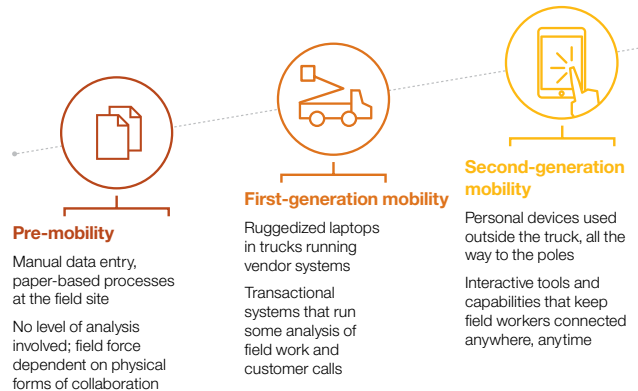 Pre-mobility
Manual data entry,
paper-based processes
at the field site
No level of analysis
involved; field force
dependent on physical
forms of collaboration
First-generation mobility
Ruggedized laptops
in trucks running
vendor systems
Transactional
systems that run
some analysis of
field work and
customer calls
Second-generation
mobility
Personal devices used
outside the truck, all the
way to the poles
Interactive tools and
capabilities that keep
field workers connected
anywhere, anytime